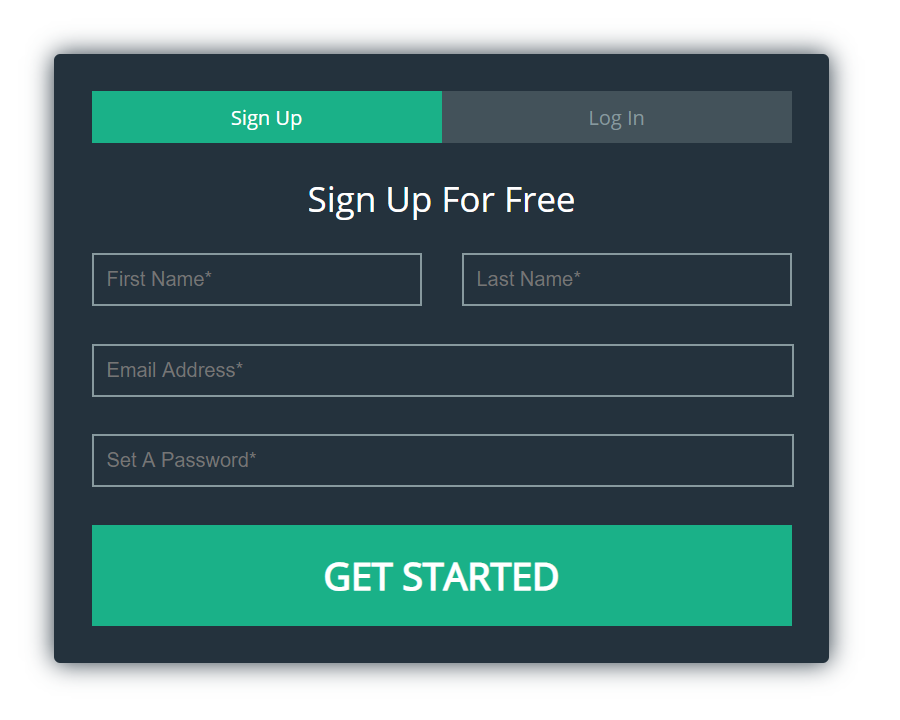 Sign Up
Log In
Sign Up For Free
First Name*
Last Name*
Email Address*
Set A Password*
GET STARTED